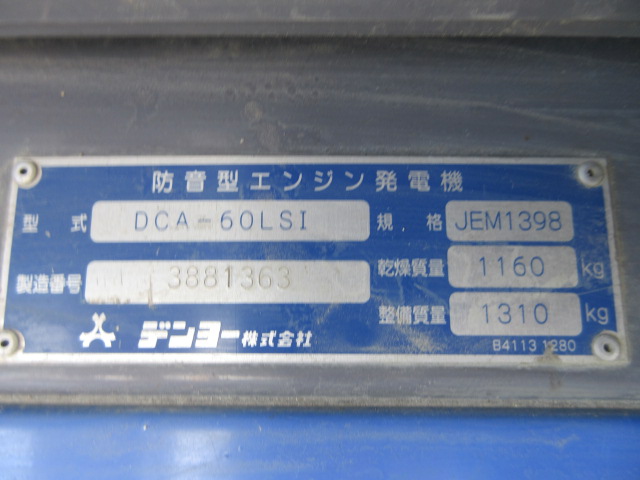 防音型エンジン発電機
型式 DCA-60LSI 規格 JEM1398
乾燥質量 1160 kg
製造番号 3881363
整備質量 1310 kg
デンヨー株式会社
B4113 1280